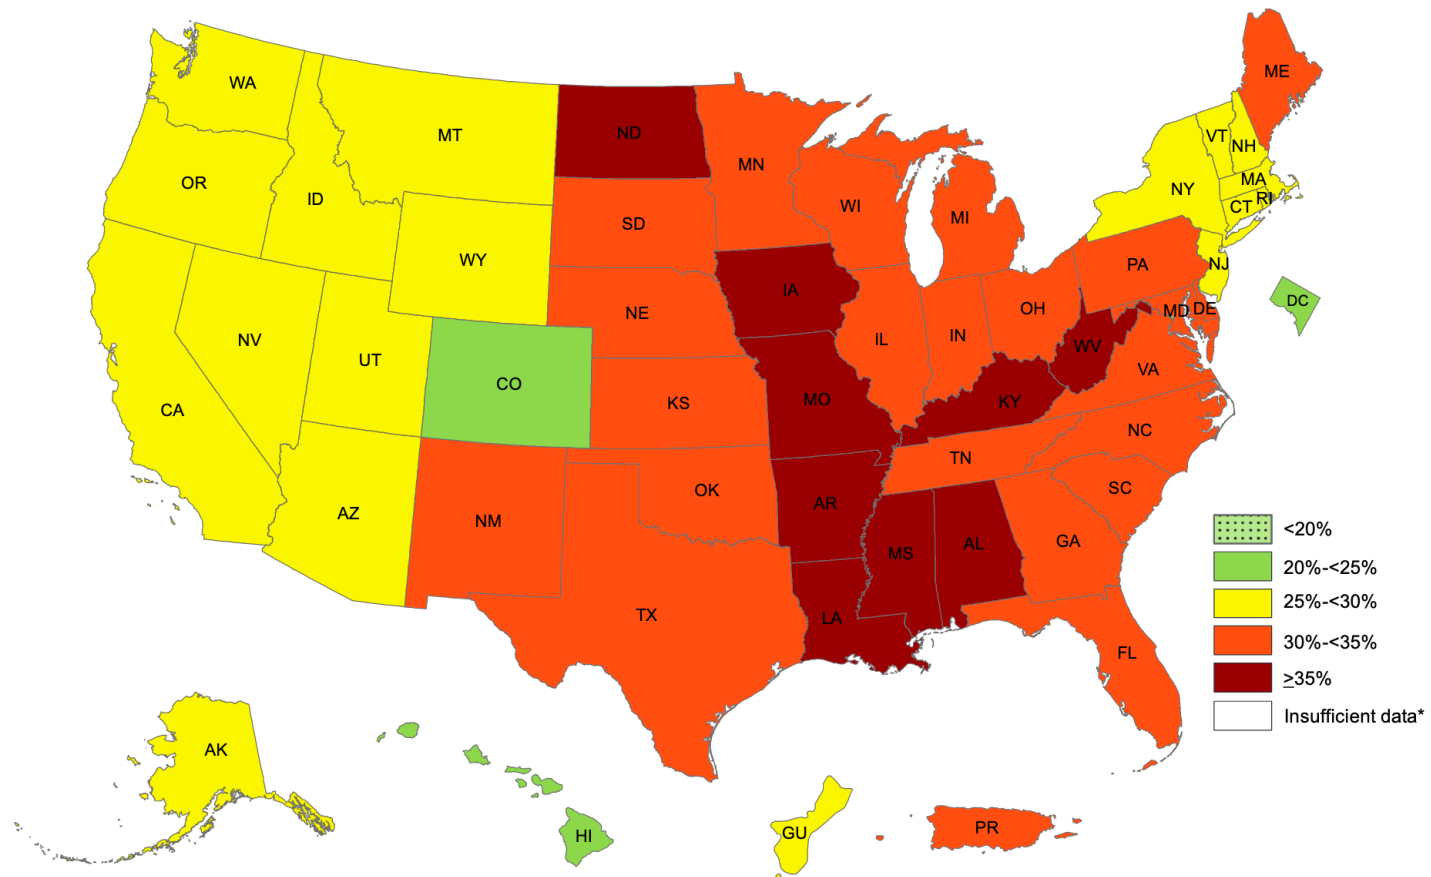 ME
WA
MT
ND
MN
VT
NH
OR
ID
SD
WI
MI
NY
MA
CT
RI
WY
IA
PA
NJ
NE
OH
MD
DE
DC
NV
UT
CO
IL
IN
WV
VA
CA
KS
MO
KY
NC
TN
AZ
NM
OK
AR
SC
MS
AL
GA
TX
LA
FL
<20%
20%-<25%
25%-<30%
30%-<35%
≥35%
Insufficient data*
AK
HI
GU
PR